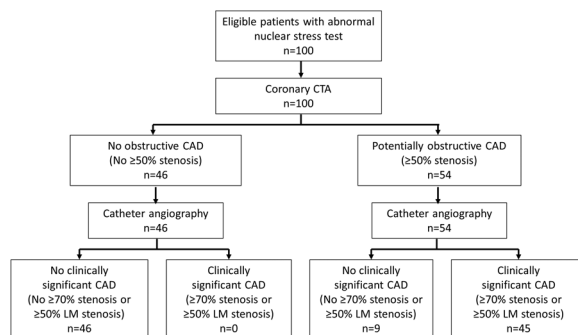 Eligible patients with abnormal
nuclear stress test
n=100
Coronary CTA
n=100
No obstructive CAD
(No ≥50% stenosis)
n=46
Potentially obstructive CAD
(≥50% stenosis)
n=54
Catheter angiography
n=46
Catheter angiography
n=54
No clinically
significant CAD
(No ≥70% stenosis or
≥50% LM stenosis)
n=46
Clinically
significant CAD
(≥70% stenosis or
≥50% LM stenosis)
n=0
No clinically
significant CAD
(No ≥70% stenosis or
≥50% LM stenosis)
n=9
Clinically
significant CAD
(≥70% stenosis or
≥50% LM stenosis)
n=45